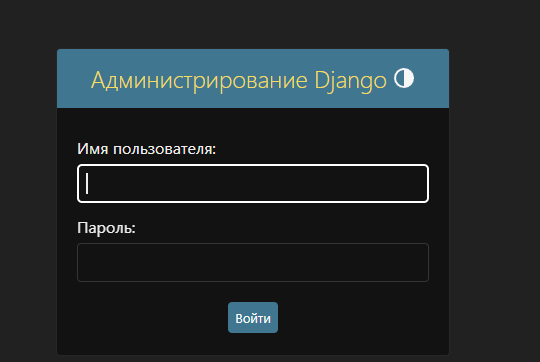 Администрирование Django
Имя пользователя:
Пароль:
Войти